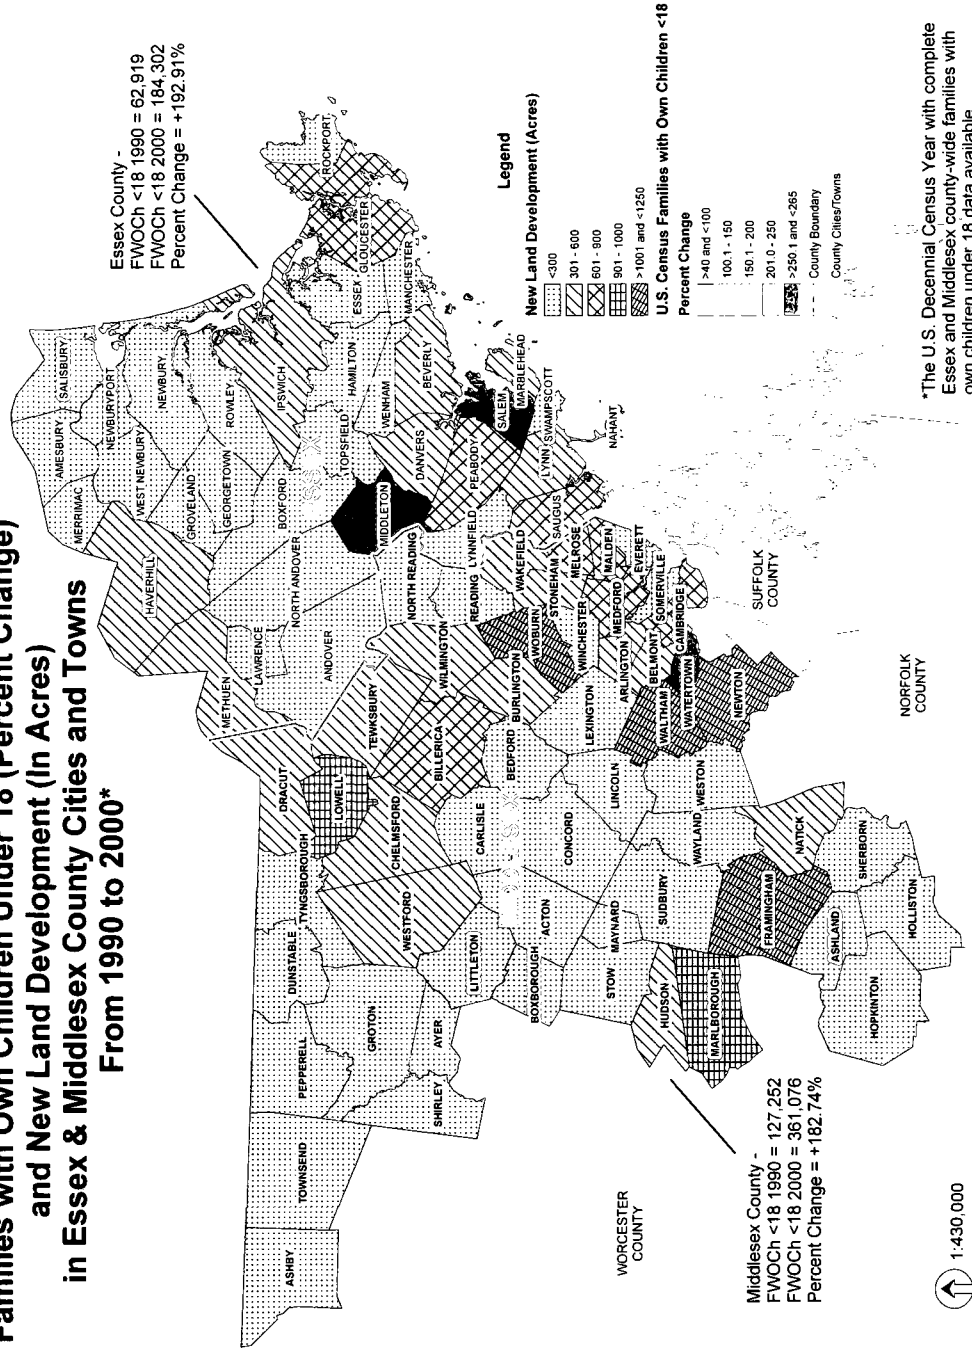 Families with Own Children Under 18 (Percent Change)
and New Land Development (In Acres)
in Essex & Middlesex County Cities and Towns
From 1990 to 2000*
Essex County -
FWOCh <18 1990 = 62,919
FWOCh <18 2000 = 184,302
Percent Change = +192.91%
SALISBURY
AMESBURY
MERRIMAC
NEWBURYPORT
WEST NEWBURY
NEWBURY
HAVERHILL
GROVELAND
GEORGETOWN
ROWLEY
IPSWICH
ROCKPORT
GLOUCESTER
ESSEX
MANCHESTER
HAMILTON
WENHAM
BEVERLY
TOPSFIELD
BOXFORD
ESSEX
METHUEN
LAWRENCE
NORTH ANDOVER
ANDOVER
MIDDLETON
DANVERS
PEABODY
SALEM
MARBLEHEAD
SWAMPSCOTT
LYNN
NAHANT
SAUGUS
LYNNFIELD
NORTH READING
READING
WAKEFIELD
STONEHAM
MELROSE
MALDEN
EVERETT
MEDFORD
SOMERVILLE
CAMBRIDGE
WINCHESTER
WOBURN
WILMINGTON
BURLINGTON
ARLINGTON
BELMONT
WATERTOWN
WALTHAM
NEWTON
LEXINGTON
DRACUT
LOWELL
TEWKSBURY
BILLERICA
BEDFORD
CHELMSFORD
CARLISLE
CONCORD
LINCOLN
WESTON
WAYLAND
NATICK
TYNGSBOROUGH
DUNSTABLE
WESTFORD
LITTLETON
ACTON
BOXBOROUGH
MAYNARD
STOW
SUDBURY
HUDSON
MARLBOROUGH
FRAMINGHAM
SHERBORN
ASHLAND
HOLLISTON
HOPKINTON
PEPPERELL
GROTON
AYER
SHIRLEY
TOWNSEND
ASHBY
SUFFOLK
COUNTY
NORFOLK
COUNTY
WORCESTER
COUNTY
Middlesex County -
FWOCh <18 1990 = 127,252
FWOCh <18 2000 = 361,076
Percent Change = +182.74%
Legend
New Land Development (Acres)
<300
301 - 600
601 - 900
901 - 1000
>1001 and <1250
U.S. Census Families with Own Children <18
Percent Change
>40 and <100
100.1 - 150
150.1 - 200
201.0 - 250
>250.1 and <265
County Boundary
County Cities/Towns
*The U.S. Decennial Census Year with complete
Essex and Middlesex county-wide families with
own children under 18 data available
1:430,000